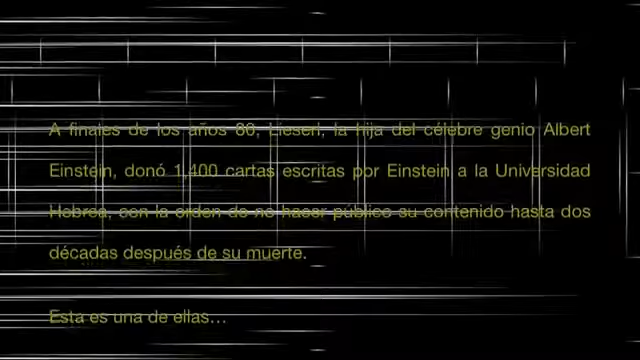 A finales de los años 80, Lieserl, la hija del célebre genio Albert
Einstein, donó 1,400 cartas escritas por Einstein a la Universidad
Hebrea, con la orden de no hacer público su contenido hasta dos
décadas después de su muerte.
Esta es una de ellas...